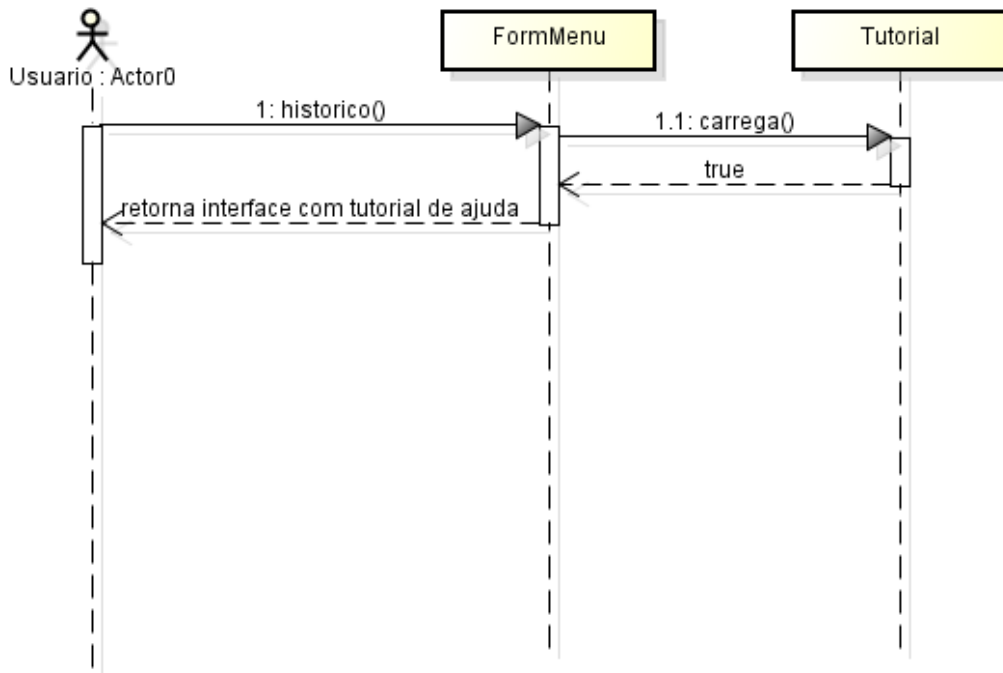 FormMenu
Tutorial
Usuario : Actor0
1: historico()
1.1: carrega()
true
retorna interface com tutorial de ajuda